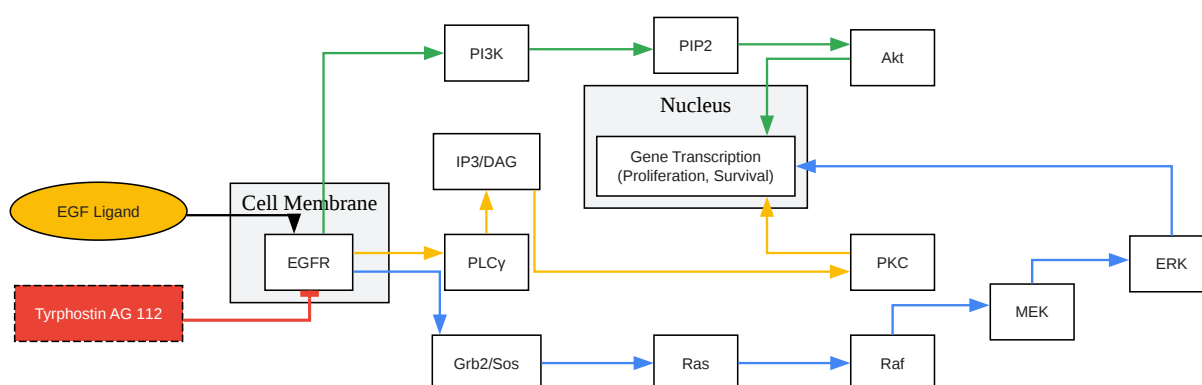 PI3K
PIP2
Akt
Nucleus
Gene Transcription
(Proliferation, Survival)
IP3/DAG
Cell Membrane
EGF Ligand
EGFR
PLCγ
PKC
ERK
Tyrphostin AG 112
MEK
Grb2/Sos
Ras
Raf